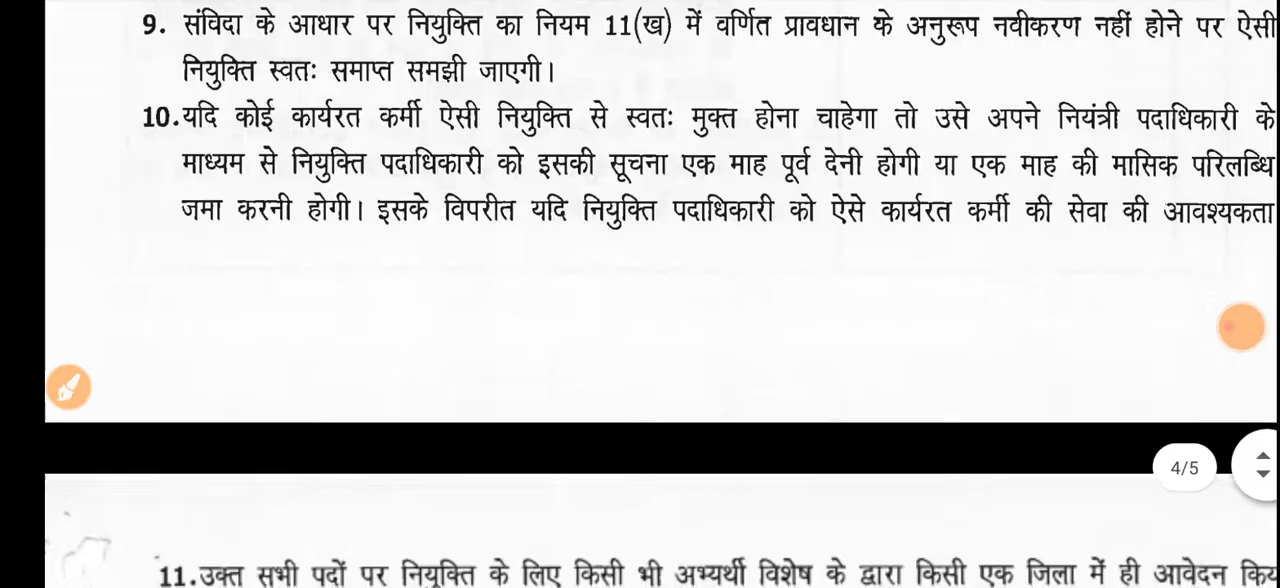 9. संविदा के आधार पर नियुक्ति का नियम 11(ख) में वर्णित प्रावधान के अनुरूप नवीकरण नहीं होने पर ऐसी
नियुक्ति स्वतः समाप्त समझी जाएगी।
10.यदि कोई कार्यरत कर्मी ऐसी नियुक्ति से स्वतः मुक्त होना चाहेगा तो उसे अपने नियंत्री पदाधिकारी के
माध्यम से नियुक्ति पदाधिकारी को इसकी सूचना एक माह पूर्व देनी होगी या एक माह की मासिक परिलब्धि
जमा करनी होगी। इसके विपरीत यदि नियुक्ति पदाधिकारी को ऐसे कार्यरत कर्मी की सेवा की आवश्यकता
4/5
11.उक्त सभी पदों पर नियुक्ति के लिए किसी भी अभ्यर्थी विशेष के द्वारा किसी एक जिला में ही आवेदन